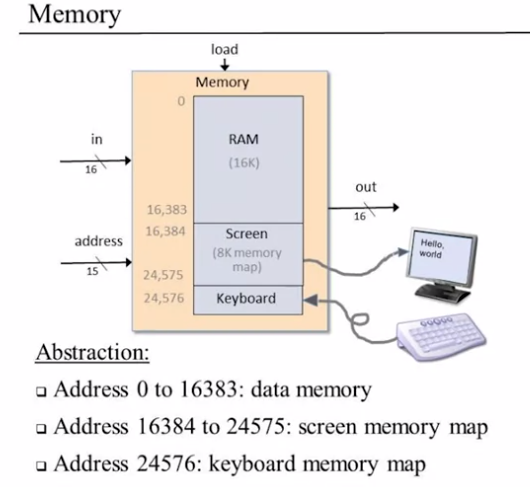 Memory
load
Memory
0
in
RAM
(16K)
16
out
16,383
16
16,384
Screen
address
(8K memory
map)
Hello,
world
15
24,575
24,576
Keyboard
Abstraction:
Address 0 to 16383: data memory
Address 16384 to 24575: screen memory map
Address 24576: keyboard memory map